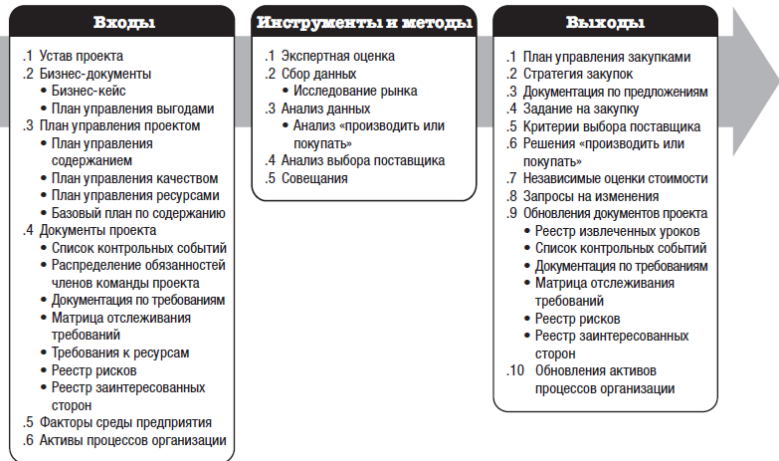 Входы
.1 Устав проекта
.2 Бизнес-документы
• Бизнес-кейс
• План управления выгодами
.3 План управления проектом
• План управления
содержанием
• План управления качеством
• План управления ресурсами
• Базовый план по содержанию
.4 Документы проекта
• Список контрольных событий
• Распределение обязанностей
членов команды проекта
• Документация по требованиям
• Матрица отслеживания
требований
• Требования к ресурсам
• Реестр рисков
• Реестр заинтересованных
сторон
.5 Факторы среды предприятия
.6 Активы процессов организации
Инструменты и методы
.1 Экспертная оценка
.2 Сбор данных
• Исследование рынка
.3 Анализ данных
• Анализ «производить или
покупать»
.4 Анализ выбора поставщика
.5 Совещания
Выходы
.1 План управления закупками
.2 Стратегия закупок
.3 Документация по предложениям
.4 Задание на закупку
.5 Критерии выбора поставщика
.6 Решения «производить или
покупать»
.7 Независимые оценки стоимости
.8 Запросы на изменения
.9 Обновления документов проекта
• Реестр извлеченных уроков
• Список контрольных событий
• Документация по требованиям
• Матрица отслеживания
требований
• Реестр рисков
• Реестр заинтересованных
сторон
.10 Обновления активов
процессов организации